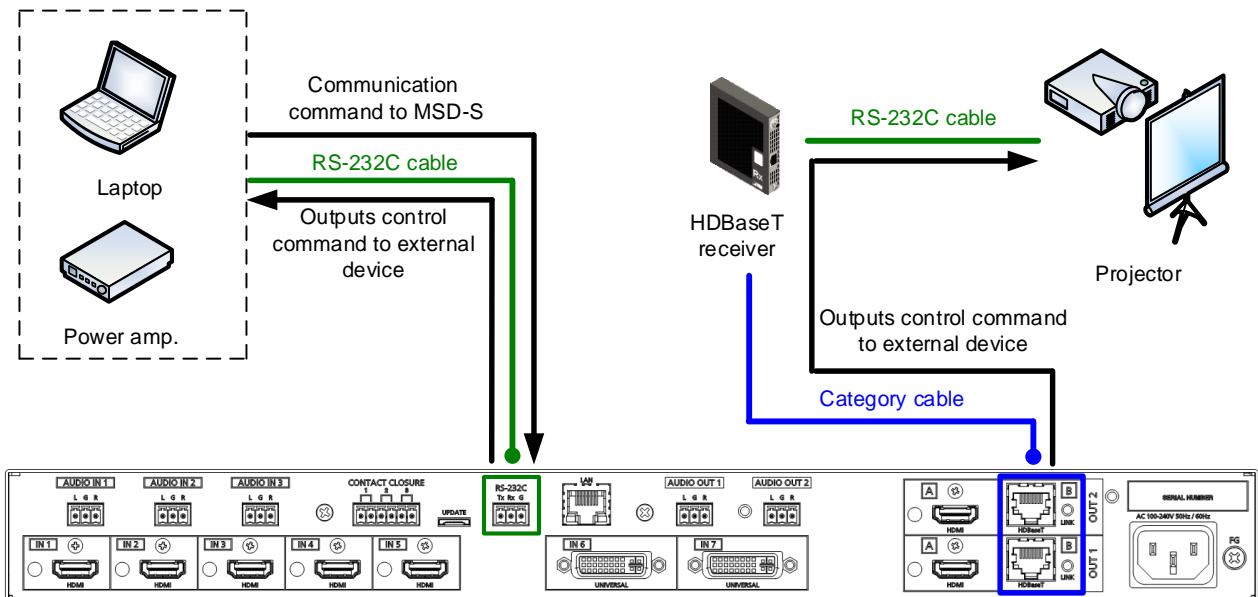 Communication
command to MSD-S
RS-232C cable
Outputs control
command to external
device
Laptop
Power amp.
Rx
HDBaseT
receiver
RS-232C cable
Projector
Outputs control command
to external device
Category cable
AUDIO IN 1
L G R
AUDIO IN 2
L G R
AUDIO IN 3
L G R
CONTACT CLOSURE
1 2 3
UPDATE
RS-232C
Tx Rx G
LAN
AUDIO OUT 1
L G R
AUDIO OUT 2
L G R
A
HDMI
HDBaseT
B
LINK
OUT 2
A
HDMI
HDBaseT
B
LINK
OUT 1
SERIAL NUMBER
AC 100-240V 50Hz / 60Hz
FG
IN 1
HDMI
IN 2
HDMI
IN 3
HDMI
IN 4
HDMI
IN 5
HDMI
IN 6
UNIVERSAL
IN 7
UNIVERSAL